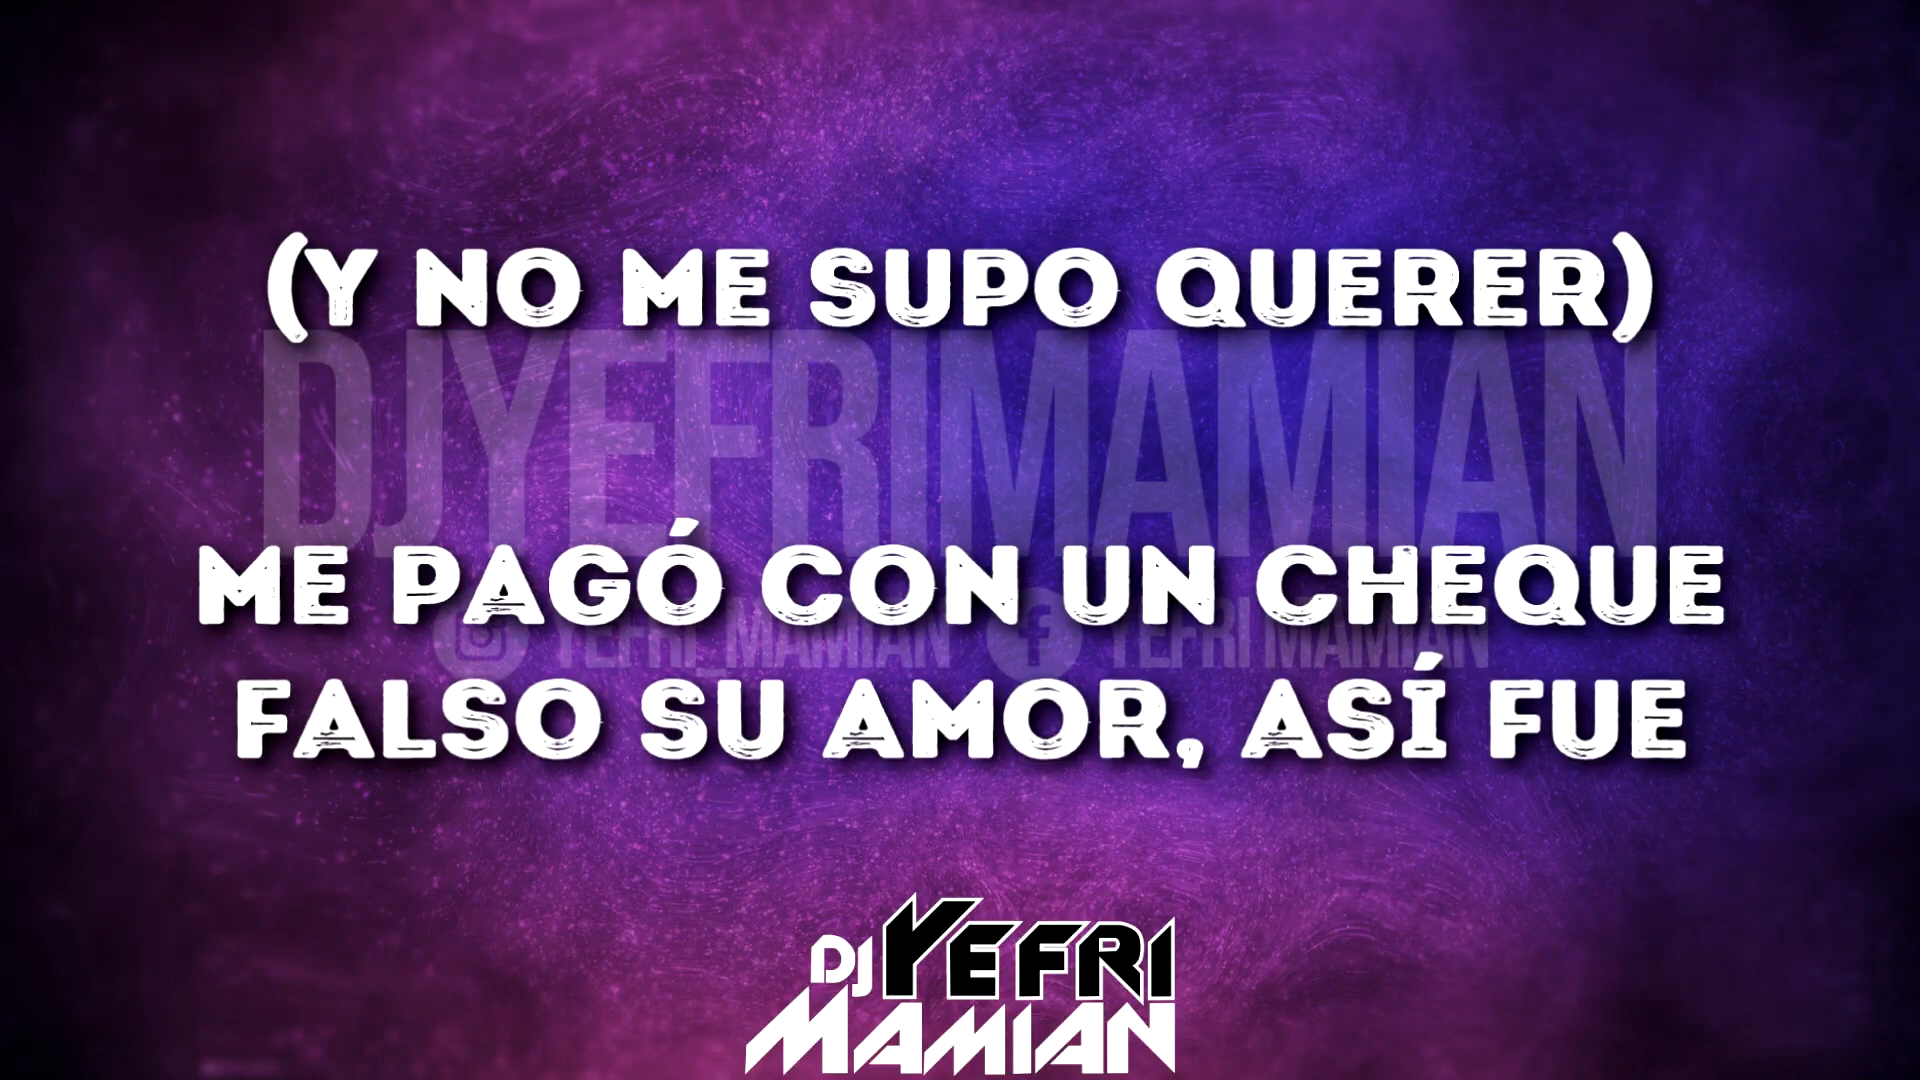 (Y NO ME SUPO QUERER)
DJYEFRIMAMIAN
ME PAGÓ CON UN CHEQUE
YEFRI_MAMIAN YEFRI MAMIAN
FALSO SU AMOR, ASÍ FUE
DJ YEFRI
MAMIAN